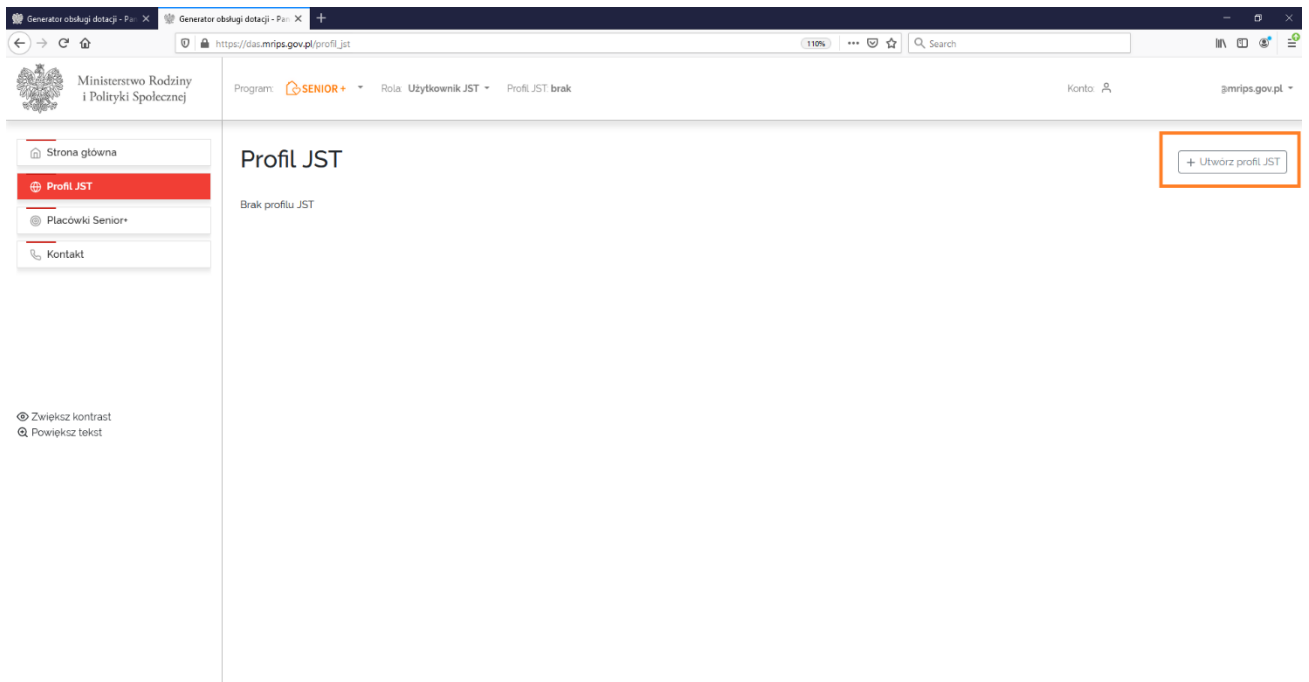 Generator obsługi dotacji - Pan
Generator obsługi dotacji - Pan
https://das.mrips.gov.pl/profil_jst
110%
Search
Ministerstwo Rodziny
i Polityki Społecznej
Program: SENIOR+ Rola: Użytkownik JST Profil JST brak
Konto:
@mrips.gov.pl
Strona główna
Profil JST
Placówki Senior+
Kontakt
Zwiększ kontrast
Powiększ tekst
Profil JST
+ Utwórz profil JST
Brak profilu JST